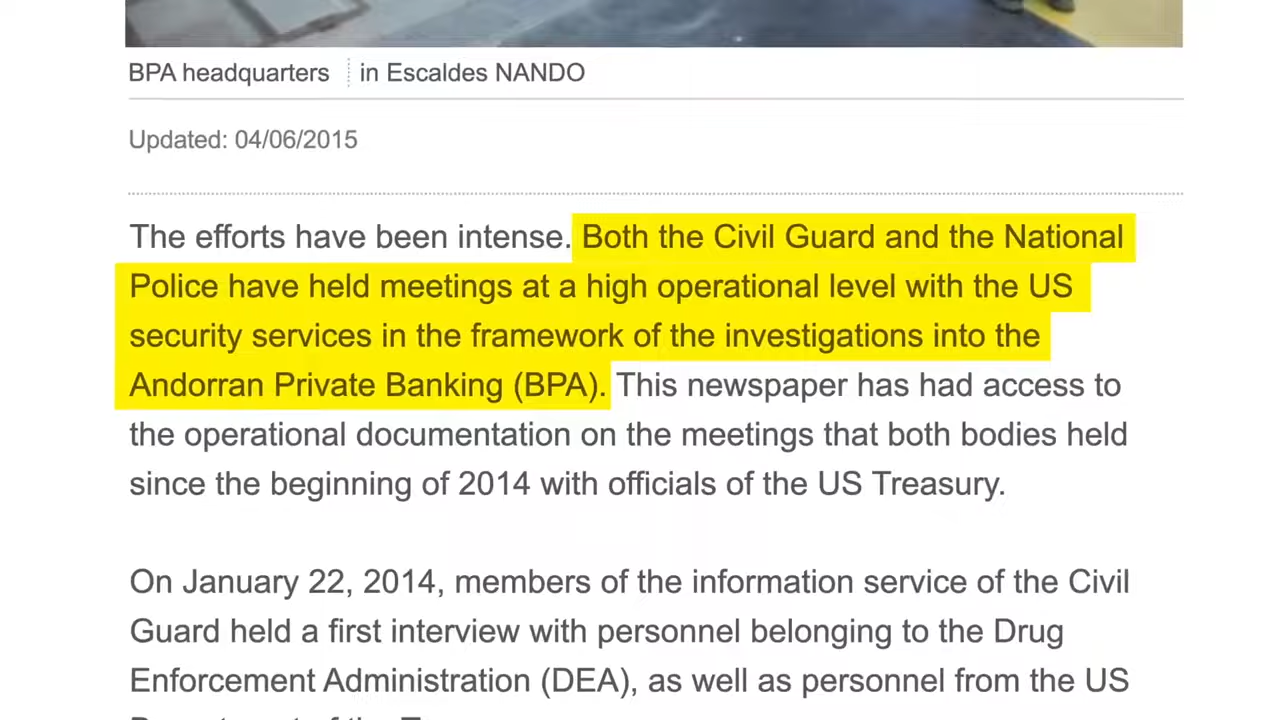 BPA headquarters in Escaldes NANDO
Updated: 04/06/2015
The efforts have been intense. Both the Civil Guard and the National
Police have held meetings at a high operational level with the US
security services in the framework of the investigations into the
Andorran Private Banking (BPA). This newspaper has had access to
the operational documentation on the meetings that both bodies held
since the beginning of 2014 with officials of the US Treasury.
On January 22, 2014, members of the information service of the Civil
Guard held a first interview with personnel belonging to the Drug
Enforcement Administration (DEA), as well as personnel from the US